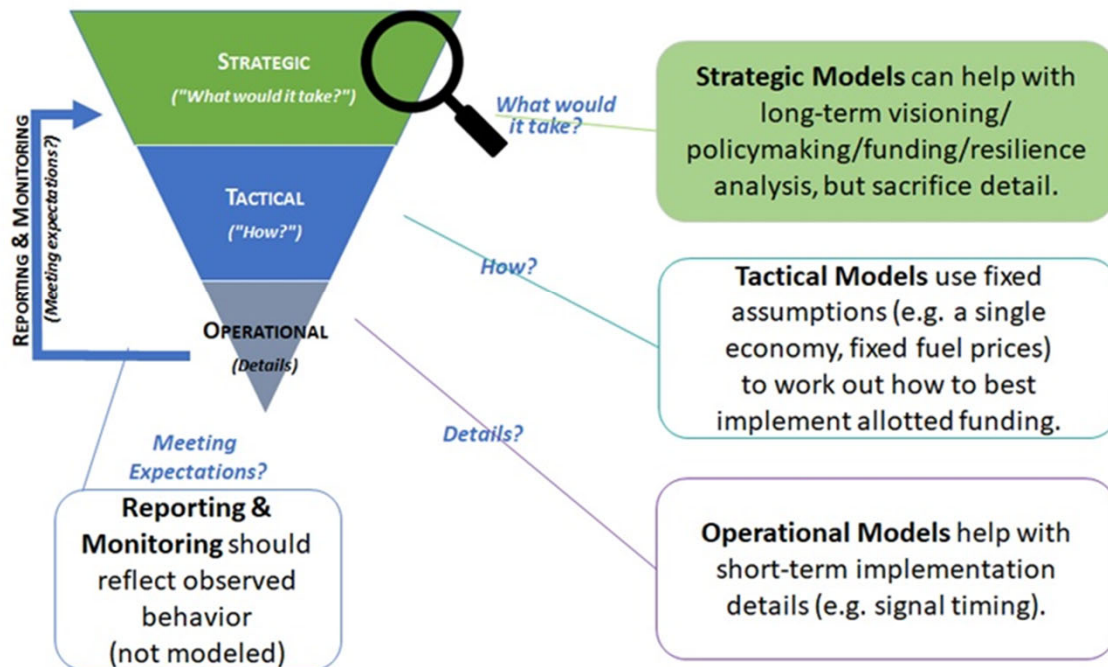 STRATEGIC
("What would it take?")
TACTICAL
("How?")
OPERATIONAL
(Details)
REPORTING & MONITORING
(Meeting expectations?)
What would
it take?
Strategic Models can help with
long-term visioning/
policymaking/funding/resilience
analysis, but sacrifice detail.
How?
Tactical Models use fixed
assumptions (e.g. a single
economy, fixed fuel prices)
to work out how to best
implement allotted funding.
Details?
Operational Models help with
short-term implementation
details (e.g. signal timing).
Meeting
Expectations?
Reporting &
Monitoring should
reflect observed
behavior
(not modeled)